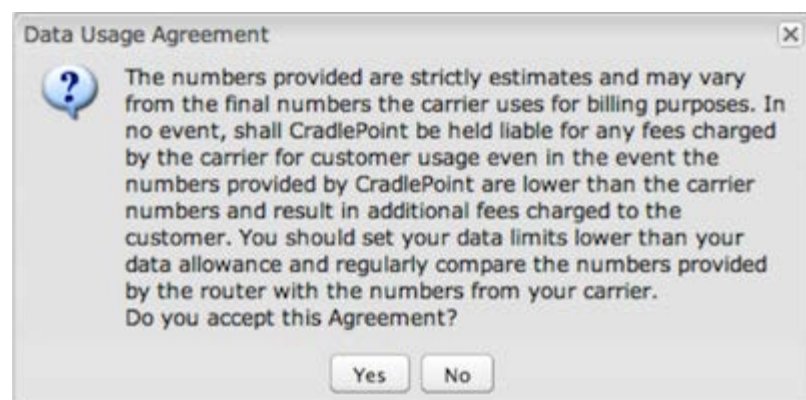 Data Usage Agreement
The numbers provided are strictly estimates and may vary
from the final numbers the carrier uses for billing purposes. In
no event, shall CradlePoint be held liable for any fees charged
by the carrier for customer usage even in the event the
numbers provided by CradlePoint are lower than the carrier
numbers and result in additional fees charged to the
customer. You should set your data limits lower than your
data allowance and regularly compare the numbers provided
by the router with the numbers from your carrier.
Do you accept this Agreement?
Yes No